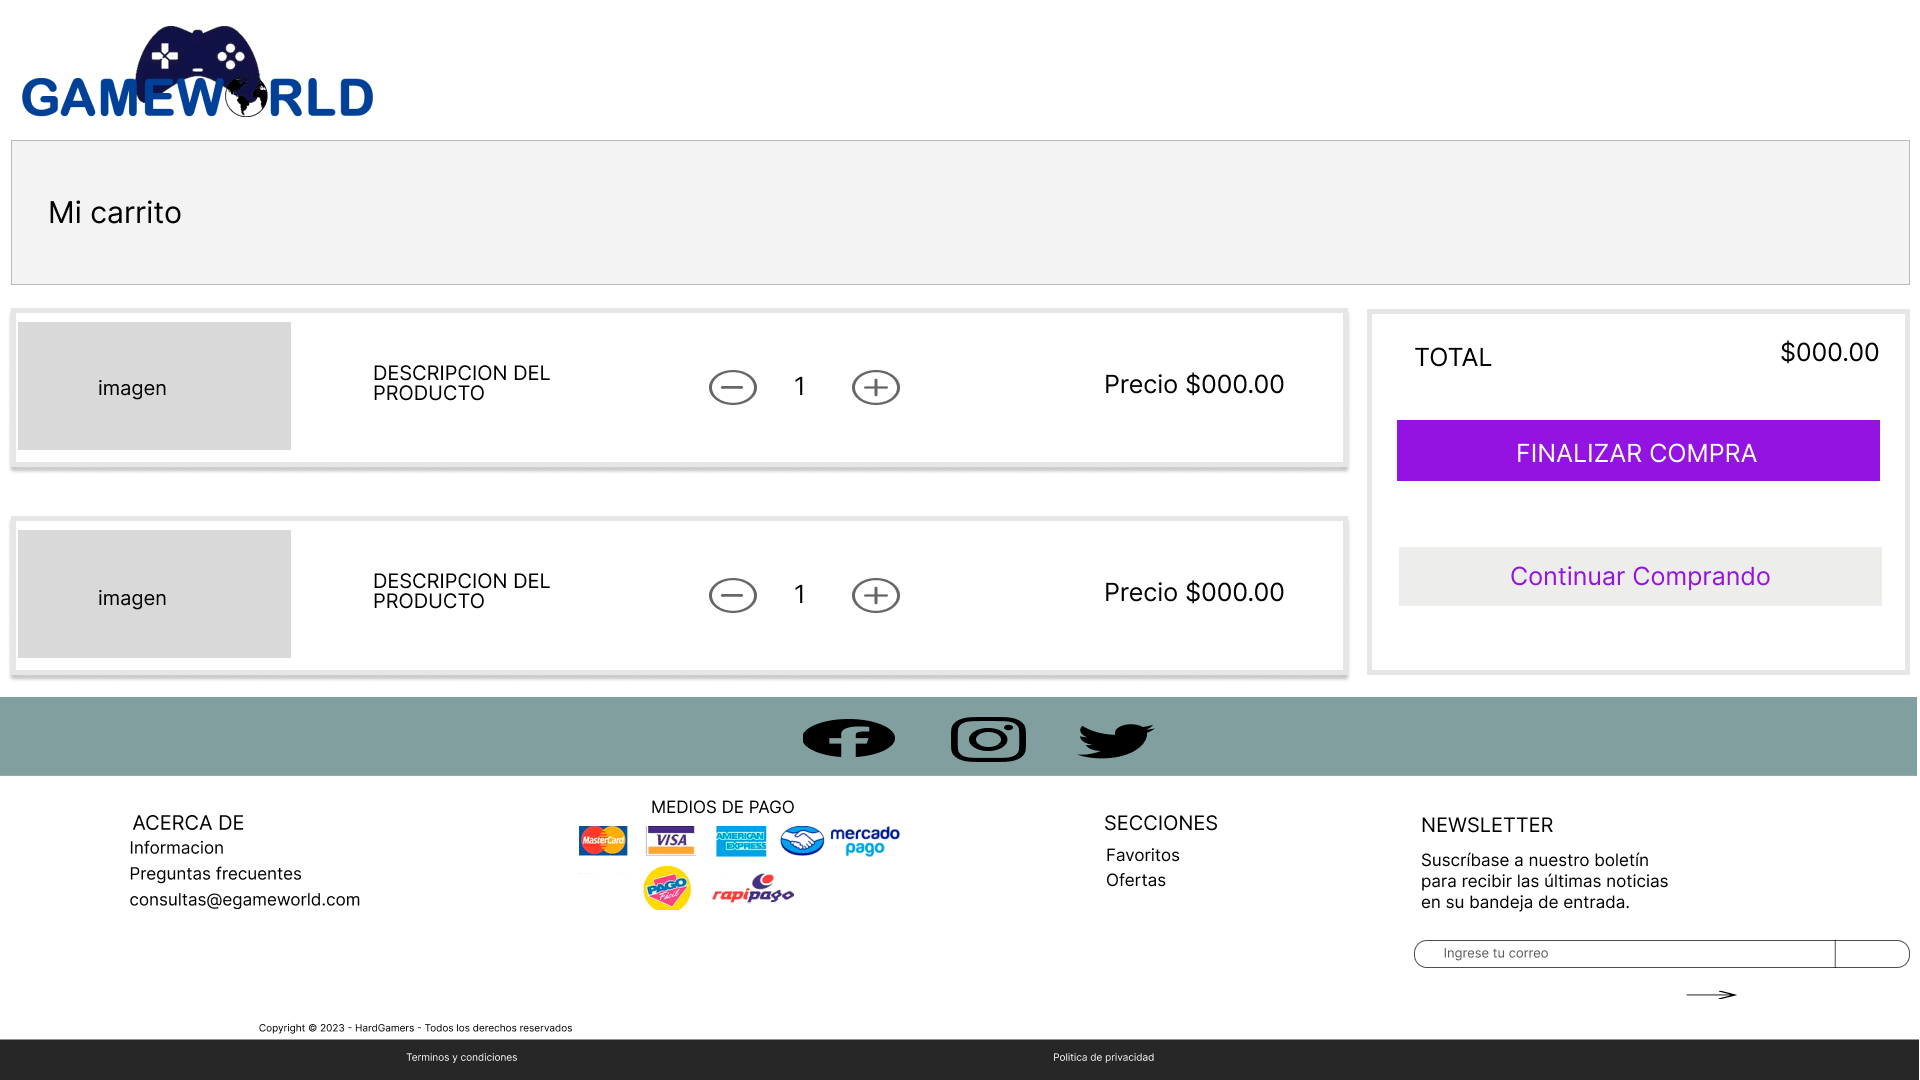 GAMEWORLD
Mi carrito
imagen
DESCRIPCION DEL
PRODUCTO
1
Precio $000.00
imagen
DESCRIPCION DEL
PRODUCTO
1
Precio $000.00
TOTAL
$000.00
FINALIZAR COMPRA
Continuar Comprando
ACERCA DE
Informacion
Preguntas frecuentes
consultas@egameworld.com
MEDIOS DE PAGO
MasterCard
VISA
AMERICAN
EXPRESS
mercado
pago
PAGO
fácil
rapipago
SECCIONES
Favoritos
Ofertas
NEWSLETTER
Suscríbase a nuestro boletín
para recibir las últimas noticias
en su bandeja de entrada.
Ingrese tu correo
Copyright © 2023 - HardGamers - Todos los derechos reservados
Terminos y condiciones
Politica de privacidad